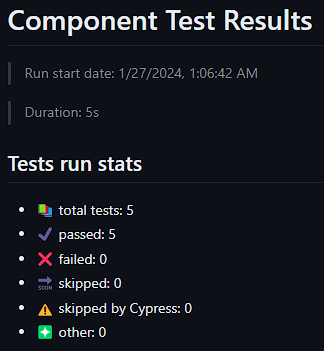 Component Test Results
Run start date: 1/27/2024, 1:06:42 AM
Duration: 5s
Tests run stats
total tests: 5
passed: 5
failed: 0
SOON skipped: 0
skipped by Cypress: 0
other: 0